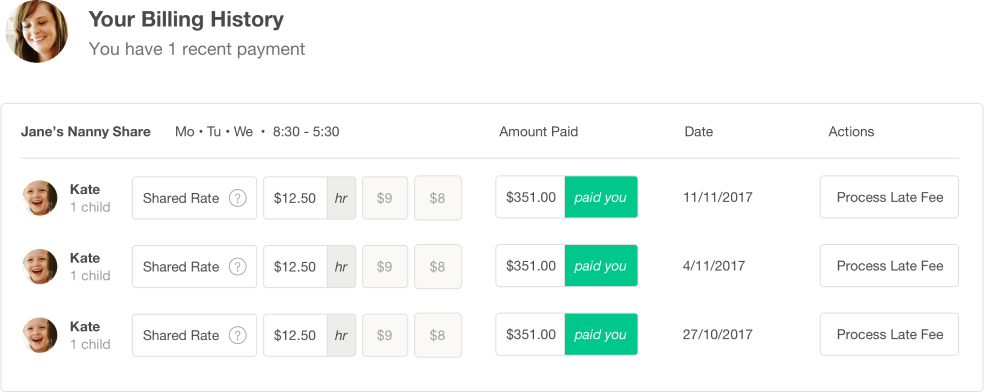 Your Billing History
You have 1 recent payment
Jane's Nanny Share Mo • Tu • We • 8:30 - 5:30 Amount Paid Date Actions
Kate
1 child
Shared Rate ? $12.50 hr $9 $8 $351.00 paid you 11/11/2017 Process Late Fee
Kate
1 child
Shared Rate ? $12.50 hr $9 $8 $351.00 paid you 4/11/2017 Process Late Fee
Kate
1 child
Shared Rate ? $12.50 hr $9 $8 $351.00 paid you 27/10/2017 Process Late Fee